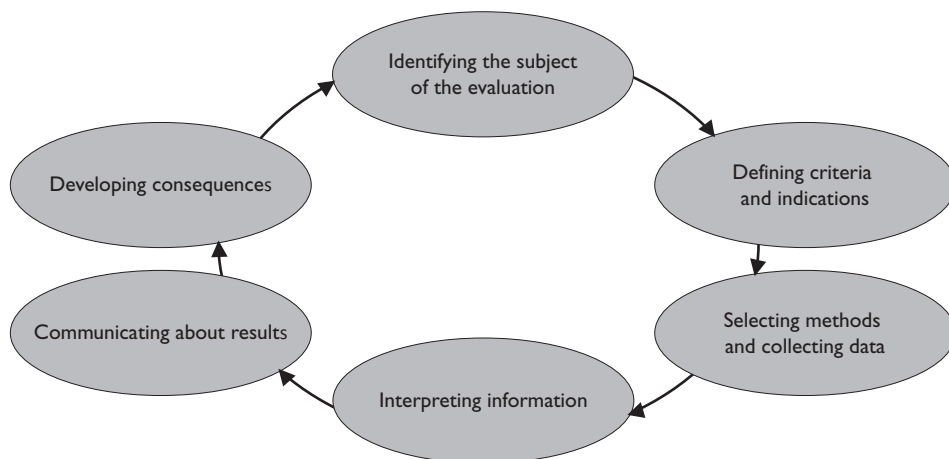 Identifying the subject
of the evaluation
Defining criteria
and indications
Selecting methods
and collecting data
Interpreting information
Communicating about results
Developing consequences